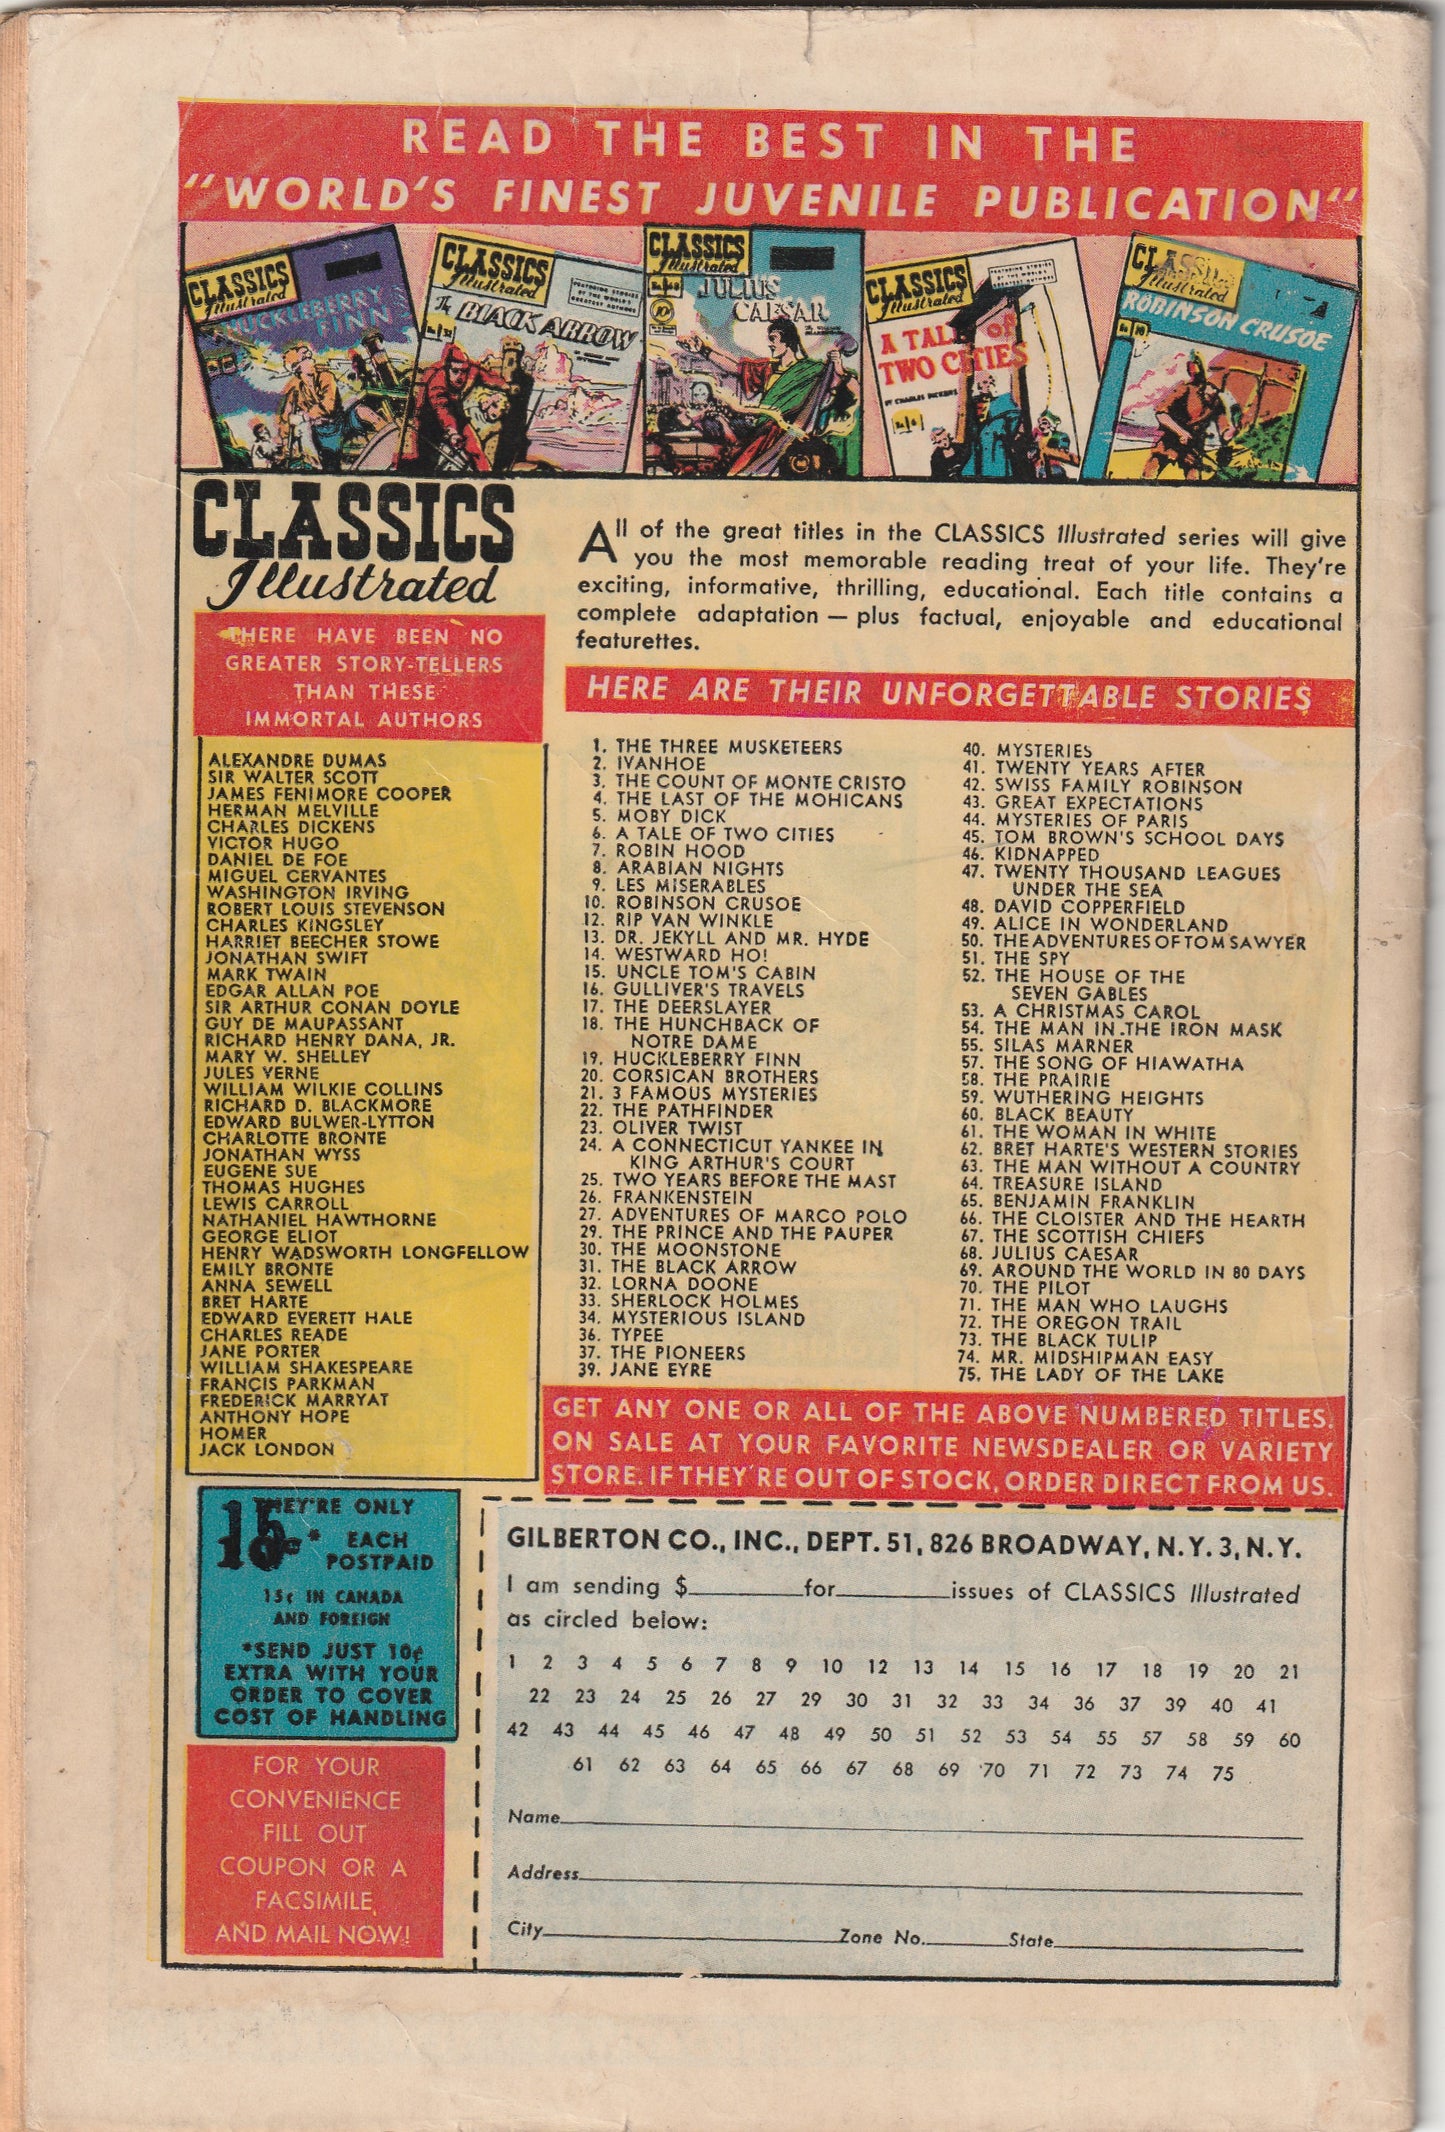 READ THE BEST IN THE
"WORLD'S FINEST JUVENILE PUBLICATION"
CLASSICS
Illustrated
HUCKLEBERRY
FINN
CLASSICS
Illustrated
FEATURING STORIES
BY THE WORLD'S
GREATEST AUTHORS
The
BLACK ARROW
CLASSICS
Illustrated
No. 68
10¢
JULIUS
CAESAR
CLASSICS
Illustrated
FEATURING STORIES
BY THE WORLD'S
GREATEST AUTHORS
A TALE OF
TWO CITIES
BY CHARLES DICKENS
No. 6
CLASSICS
Illustrated
ROBINSON CRUSOE
No. 10
CLASSICS
Illustrated
All of the great titles in the CLASSICS Illustrated series will give
you the most memorable reading treat of your life. They're
exciting, informative, thrilling, educational. Each title contains a
complete adaptation — plus factual, enjoyable and educational
featurettes.
THERE HAVE BEEN NO
GREATER STORY-TELLERS
THAN THESE
IMMORTAL AUTHORS
ALEXANDRE DUMAS
SIR WALTER SCOTT
JAMES FENIMORE COOPER
HERMAN MELVILLE
CHARLES DICKENS
VICTOR HUGO
DANIEL DE FOE
MIGUEL CERVANTES
WASHINGTON IRVING
ROBERT LOUIS STEVENSON
CHARLES KINGSLEY
HARRIET BEECHER STOWE
JONATHAN SWIFT
MARK TWAIN
EDGAR ALLAN POE
SIR ARTHUR CONAN DOYLE
GUY DE MAUPASSANT
RICHARD HENRY DANA, JR.
MARY W. SHELLEY
JULES VERNE
WILLIAM WILKIE COLLINS
RICHARD D. BLACKMORE
EDWARD BULWER-LYTTON
CHARLOTTE BRONTE
JONATHAN WYSS
EUGENE SUE
THOMAS HUGHES
LEWIS CARROLL
NATHANIEL HAWTHORNE
GEORGE ELIOT
HENRY WADSWORTH LONGFELLOW
EMILY BRONTE
ANNA SEWELL
BRET HARTE
EDWARD EVERETT HALE
CHARLES READE
JANE PORTER
WILLIAM SHAKESPEARE
FRANCIS PARKMAN
FREDERICK MARRYAT
ANTHONY HOPE
HOMER
JACK LONDON
HERE ARE THEIR UNFORGETTABLE STORIES
1. THE THREE MUSKETEERS
2. IVANHOE
3. THE COUNT OF MONTE CRISTO
4. THE LAST OF THE MOHICANS
5. MOBY DICK
6. A TALE OF TWO CITIES
7. ROBIN HOOD
8. ARABIAN NIGHTS
9. LES MISERABLES
10. ROBINSON CRUSOE
12. RIP VAN WINKLE
13. DR. JEKYLL AND MR. HYDE
14. WESTWARD HO!
15. UNCLE TOM'S CABIN
16. GULLIVER'S TRAVELS
17. THE DEERSLAYER
18. THE HUNCHBACK OF
NOTRE DAME
19. HUCKLEBERRY FINN
20. CORSICAN BROTHERS
21. 3 FAMOUS MYSTERIES
22. THE PATHFINDER
23. OLIVER TWIST
24. A CONNECTICUT YANKEE IN
KING ARTHUR'S COURT
25. TWO YEARS BEFORE THE MAST
26. FRANKENSTEIN
27. ADVENTURES OF MARCO POLO
29. THE PRINCE AND THE PAUPER
30. THE MOONSTONE
31. THE BLACK ARROW
32. LORNA DOONE
33. SHERLOCK HOLMES
34. MYSTERIOUS ISLAND
36. TYPEE
37. THE PIONEERS
39. JANE EYRE
40. MYSTERIES
41. TWENTY YEARS AFTER
42. SWISS FAMILY ROBINSON
43. GREAT EXPECTATIONS
44. MYSTERIES OF PARIS
45. TOM BROWN'S SCHOOL DAYS
46. KIDNAPPED
47. TWENTY THOUSAND LEAGUES
UNDER THE SEA
48. DAVID COPPERFIELD
49. ALICE IN WONDERLAND
50. THE ADVENTURES OF TOM SAWYER
51. THE SPY
52. THE HOUSE OF THE
SEVEN GABLES
53. A CHRISTMAS CAROL
54. THE MAN IN THE IRON MASK
55. SILAS MARNER
57. THE SONG OF HIAWATHA
58. THE PRAIRIE
59. WUTHERING HEIGHTS
60. BLACK BEAUTY
61. THE WOMAN IN WHITE
62. BRET HARTE'S WESTERN STORIES
63. THE MAN WITHOUT A COUNTRY
64. TREASURE ISLAND
65. BENJAMIN FRANKLIN
66. THE CLOISTER AND THE HEARTH
67. THE SCOTTISH CHIEFS
68. JULIUS CAESAR
69. AROUND THE WORLD IN 80 DAYS
70. THE PILOT
71. THE MAN WHO LAUGHS
72. THE OREGON TRAIL
73. THE BLACK TULIP
74. MR. MIDSHIPMAN EASY
75. THE LADY OF THE LAKE
GET ANY ONE OR ALL OF THE ABOVE NUMBERED TITLES.
ON SALE AT YOUR FAVORITE NEWSDEALER OR VARIETY
STORE. IF THEY'RE OUT OF STOCK, ORDER DIRECT FROM US.
THEY'RE ONLY
15¢* EACH
POSTPAID
15¢ IN CANADA
AND FOREIGN
*SEND JUST 10¢
EXTRA WITH YOUR
ORDER TO COVER
COST OF HANDLING
FOR YOUR
CONVENIENCE
FILL OUT
COUPON OR A
FACSIMILE,
AND MAIL NOW!
GILBERTON CO., INC., DEPT. 51, 826 BROADWAY, N.Y. 3, N.Y.
I am sending $ for issues of CLASSICS Illustrated
as circled below:
1 2 3 4 5 6 7 8 9 10 12 13 14 15 16 17 18 19 20 21
22 23 24 25 26 27 29 30 31 32 33 34 36 37 39 40 41
42 43 44 45 46 47 48 49 50 51 52 53 54 55 57 58 59 60
61 62 63 64 65 66 67 68 69 70 71 72 73 74 75
Name
Address
City Zone No. State